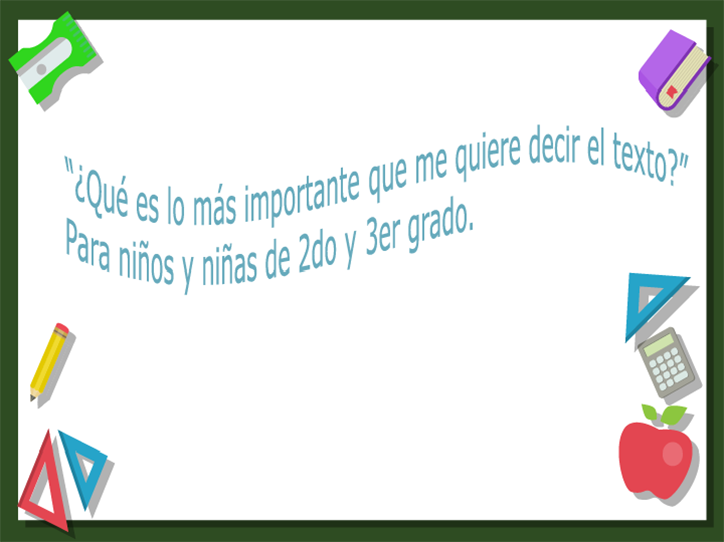 “¿Qué es lo más importante que me quiere decir el texto?”
Para niños y niñas de 2do y 3er grado.